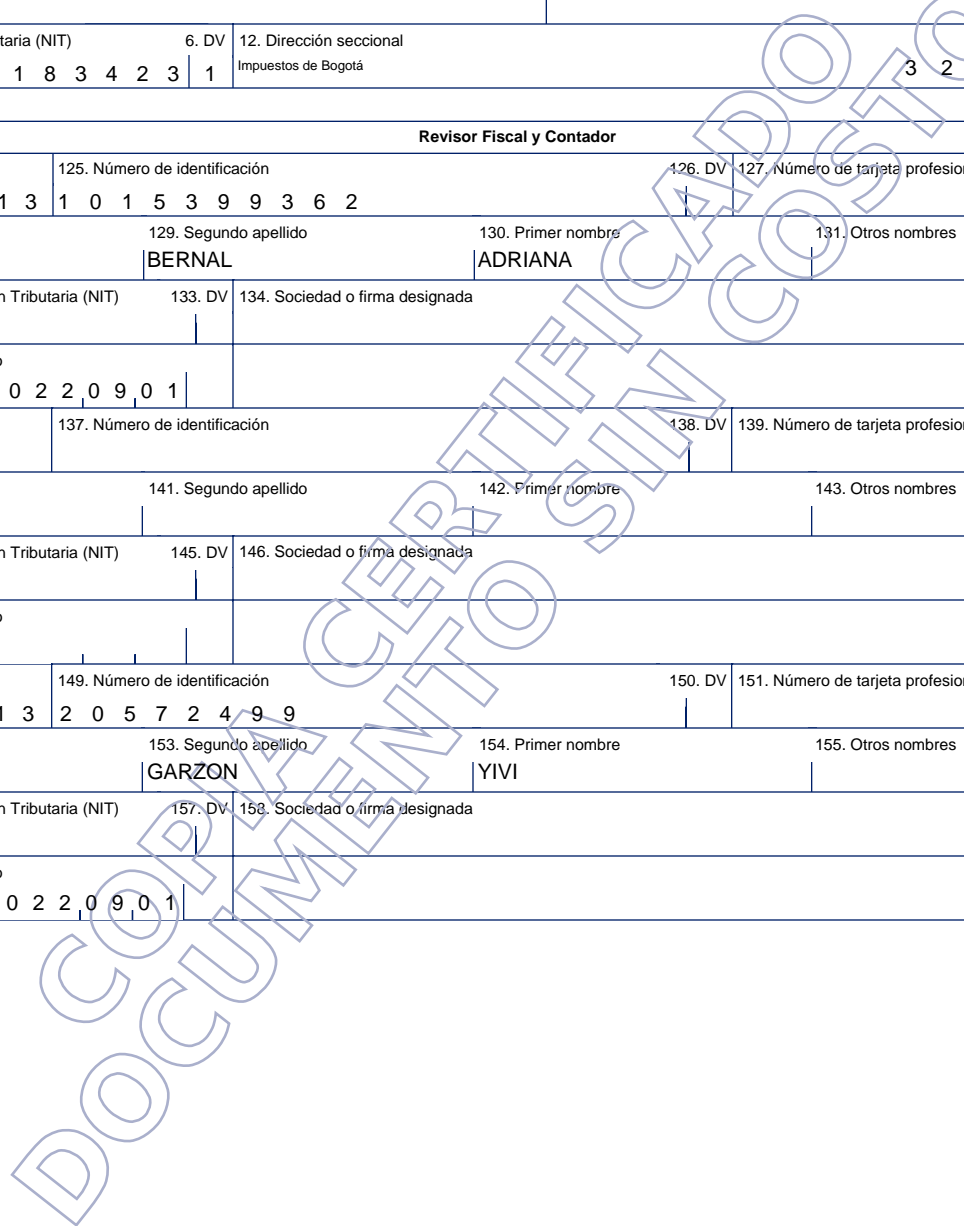 taria (NIT) 6. DV 12. Dirección seccional
1 8 3 4 2 3 1 Impuestos de Bogotá 3 2
Revisor Fiscal y Contador
125. Número de identificación 126. DV 127. Número de tarjeta profesion
1 3 1 0 1 5 3 9 9 3 6 2
129. Segundo apellido 130. Primer nombre 131. Otros nombres
BERNAL ADRIANA
n Tributaria (NIT) 133. DV 134. Sociedad o firma designada
o
0 2 2 0 9 0 1
137. Número de identificación 138. DV 139. Número de tarjeta profesion
141. Segundo apellido 142. Primer nombre 143. Otros nombres
n Tributaria (NIT) 145. DV 146. Sociedad o firma designada
o
149. Número de identificación 150. DV 151. Número de tarjeta profesion
1 3 2 0 5 7 2 4 9 9
153. Segundo apellido 154. Primer nombre 155. Otros nombres
GARZON YIVI
n Tributaria (NIT) 157. DV 158. Sociedad o firma designada
o
0 2 2 0 9 0 1
COPIA CERTIFICADO
DOCUMENTO SIN COSTO